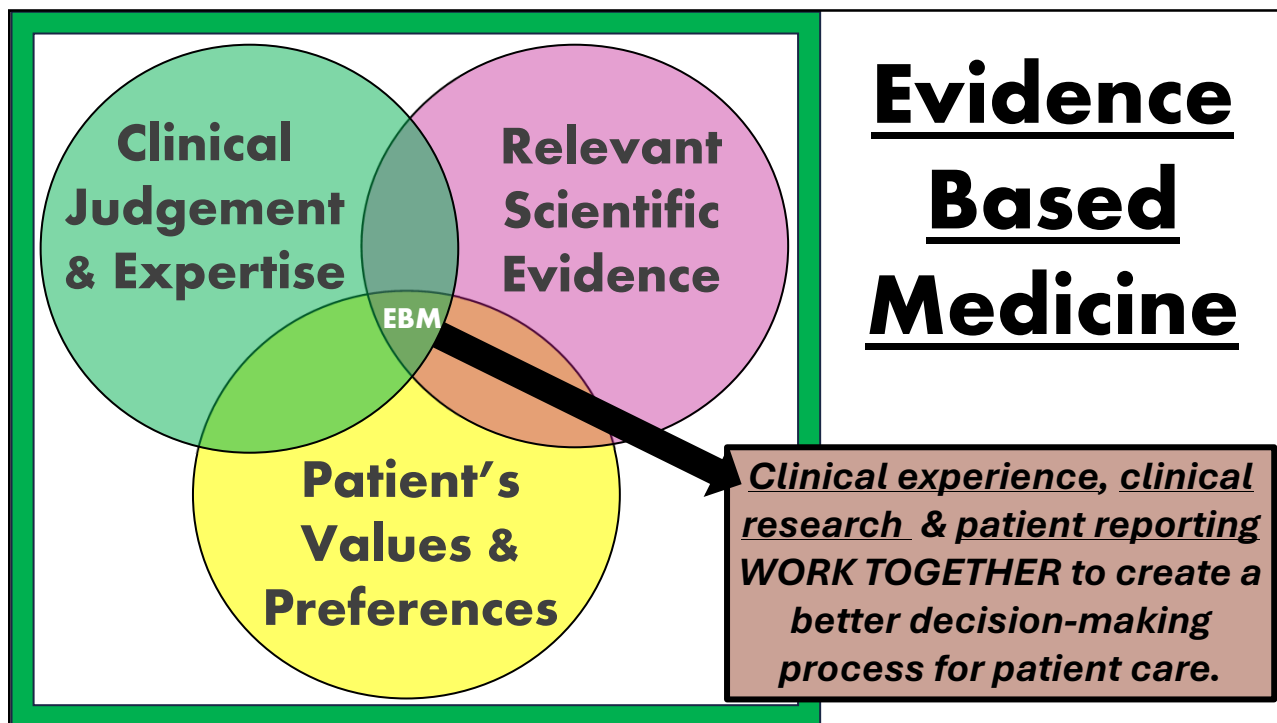 Clinical
Judgement
& Expertise
Relevant
Scientific
Evidence
EBM
Patient’s
Values &
Preferences
Evidence
Based
Medicine
Clinical experience, clinical
research & patient reporting
WORK TOGETHER to create a
better decision-making
process for patient care.